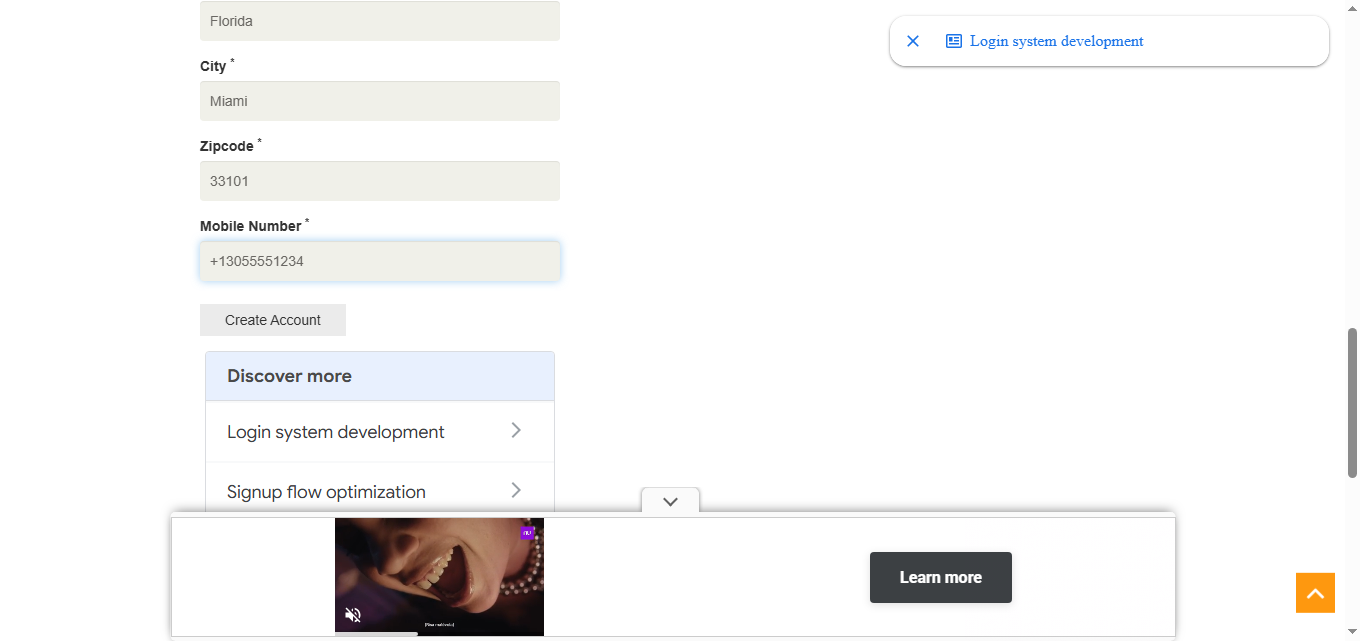 Florida
Login system development
City *
Miami
Zipcode *
33101
Mobile Number *
+13055551234
Create Account
Discover more
Login system development
Signup flow optimization
nu
Learn more